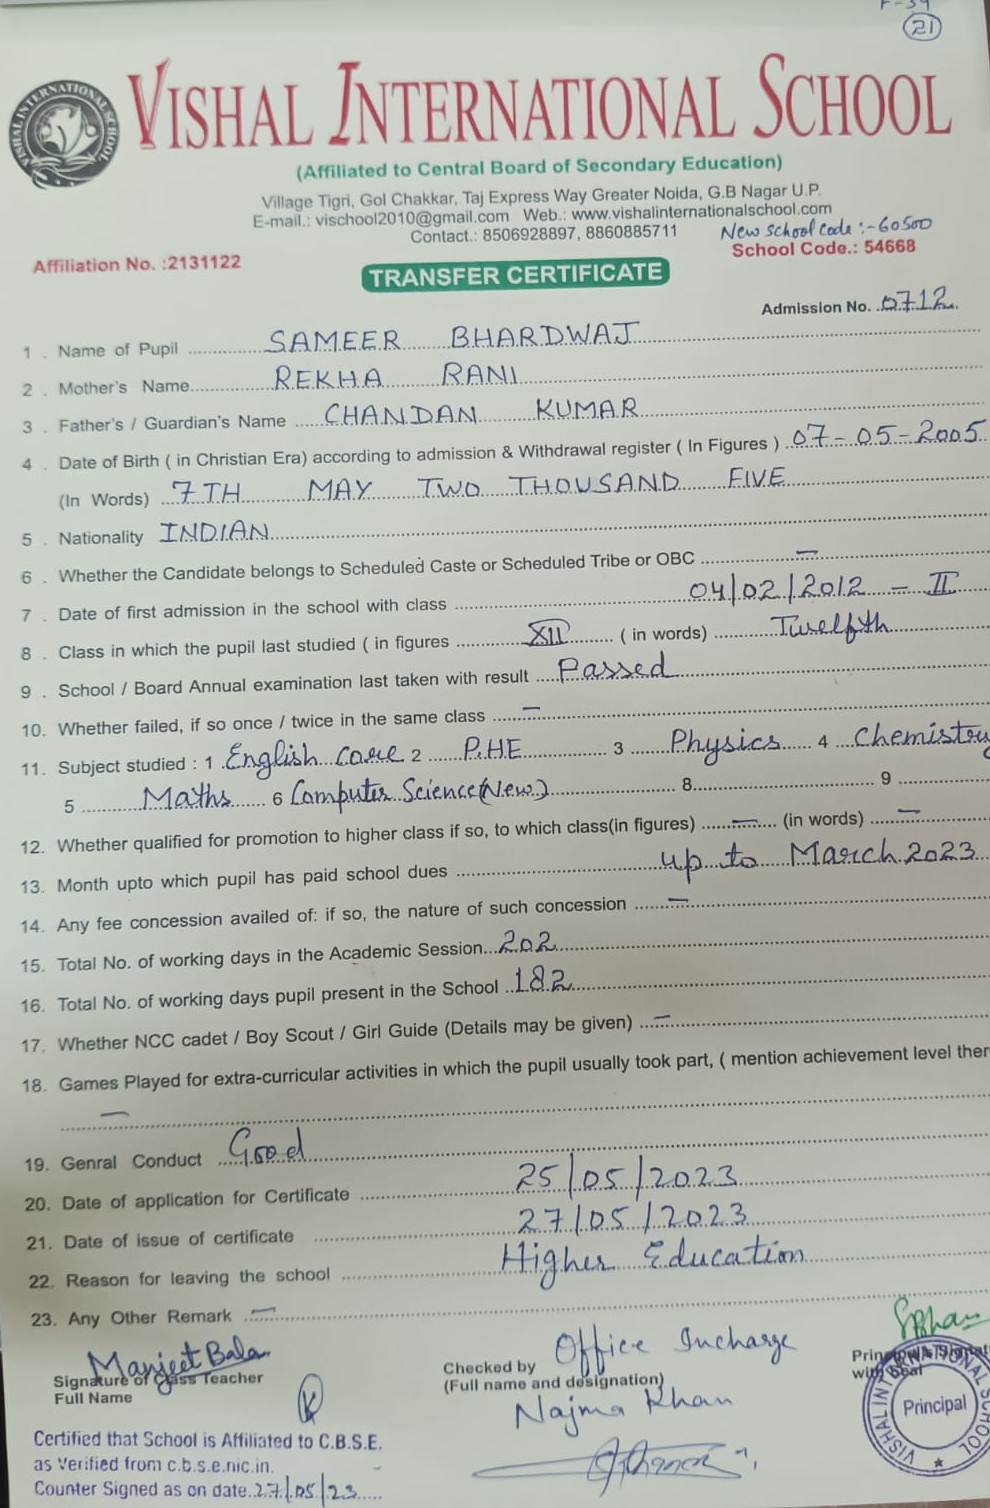 F-39
21
VISHAL INTERNATIONAL SCHOOL
VISHAL INTERNATIONAL SCHOOL
(Affiliated to Central Board of Secondary Education)
Village Tigri, Gol Chakkar, Taj Express Way Greater Noida, G.B Nagar U.P.
E-mail.: vischool2010@gmail.com Web.: www.vishalinternationalschool.com
Contact.: 8506928897, 8860885711 New School Code :- 60500
Affiliation No. :2131122 School Code.: 54668
TRANSFER CERTIFICATE
Admission No. 0712
1 . Name of Pupil SAMEER BHARDWAJ
2 . Mother's Name REKHA RANI
3 . Father's / Guardian's Name CHANDAN KUMAR
4 . Date of Birth ( in Christian Era) according to admission & Withdrawal register ( In Figures ) 07-05-2005
(In Words) 7TH MAY TWO THOUSAND FIVE
5 . Nationality INDIAN
6 . Whether the Candidate belongs to Scheduled Caste or Scheduled Tribe or OBC —
7 . Date of first admission in the school with class 04/02/2012 - II
8 . Class in which the pupil last studied ( in figures XII ( in words) Twelfth
9 . School / Board Annual examination last taken with result Passed
10. Whether failed, if so once / twice in the same class —
11. Subject studied : 1 English Core 2 P.HE 3 Physics 4 Chemistry
5 Maths 6 Computer Science(New) 8 9
12. Whether qualified for promotion to higher class if so, to which class(in figures) — (in words) —
13. Month upto which pupil has paid school dues up to March 2023
14. Any fee concession availed of: if so, the nature of such concession —
15. Total No. of working days in the Academic Session 202
16. Total No. of working days pupil present in the School 182
17. Whether NCC cadet / Boy Scout / Girl Guide (Details may be given) —
18. Games Played for extra-curricular activities in which the pupil usually took part, ( mention achievement level ther
—
19. Genral Conduct Good
20. Date of application for Certificate 25/05/2023
21. Date of issue of certificate 27/05/2023
22. Reason for leaving the school Higher Education
23. Any Other Remark —
Manjeet Bala
Signature of Class Teacher
Full Name
Office Incharge
Checked by
(Full name and designation)
Najma Khan
with Seal
VISHAL INTERNATIONAL SCHOOL
Principal
Certified that School is Affiliated to C.B.S.E.
as Verified from c.b.s.e.nic.in.
Counter Signed as on date 27/05/23